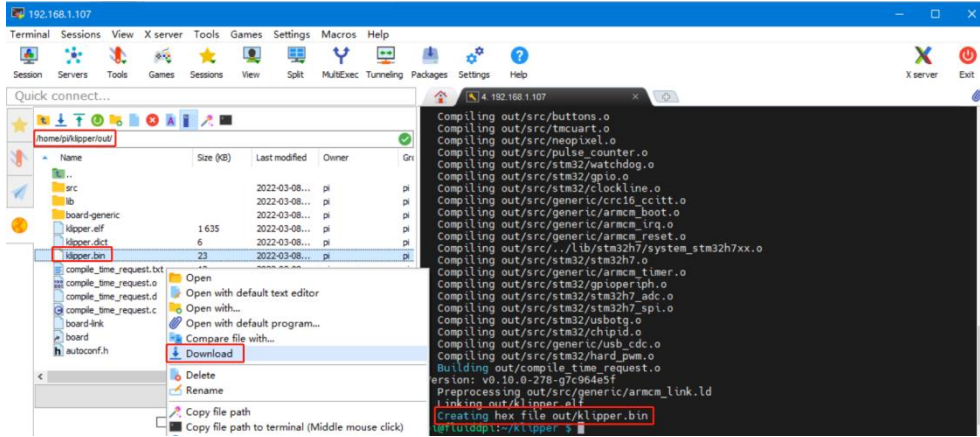 192.168.1.107
Terminal Sessions View X server Tools Games Settings Macros Help
Session Servers Tools Games Sessions View Split MultiExec Tunneling Packages Settings Help X server Exit
Quick connect...
4. 192.168.1.107
/home/pi/klipper/out/
Name Size (KB) Last modified Owner Gro
..
src 2022-03-08... pi pi
lib 2022-03-08... pi pi
board-generic 2022-03-08... pi pi
klipper.elf 1 635 2022-03-08... pi pi
klipper.dict 6 2022-03-08... pi pi
klipper.bin 23 2022-03-08... pi pi
compile_time_request.txt
compile_time_request.o
compile_time_request.d
compile_time_request.c
board-link
board
autoconf.h
Open
Open with default text editor
Open with...
Open with default program...
Compare file with...
Download
Delete
Rename
Copy file path
Copy file path to terminal (Middle mouse click)
Compiling out/src/buttons.o
Compiling out/src/tmcuart.o
Compiling out/src/neopixel.o
Compiling out/src/pulse_counter.o
Compiling out/src/stm32/watchdog.o
Compiling out/src/stm32/gpio.o
Compiling out/src/stm32/clockline.o
Compiling out/src/generic/crc16_ccitt.o
Compiling out/src/generic/armcm_boot.o
Compiling out/src/generic/armcm_irq.o
Compiling out/src/generic/armcm_reset.o
Compiling out/src/../lib/stm32h7/system_stm32h7xx.o
Compiling out/src/stm32/stm32h7.o
Compiling out/src/generic/armcm_timer.o
Compiling out/src/stm32/gpioperiph.o
Compiling out/src/stm32/stm32h7_adc.o
Compiling out/src/stm32/stm32h7_spi.o
Compiling out/src/stm32/usbotg.o
Compiling out/src/stm32/chipid.o
Compiling out/src/generic/usb_cdc.o
Compiling out/src/stm32/hard_pwm.o
Building out/compile_time_request.o
ersion: v0.10.0-278-g7c964e5f
Preprocessing out/src/generic/armcm_link.ld
Linking out/klipper.elf
Creating hex file out/klipper.bin
i@fluiddpi:~/klipper $